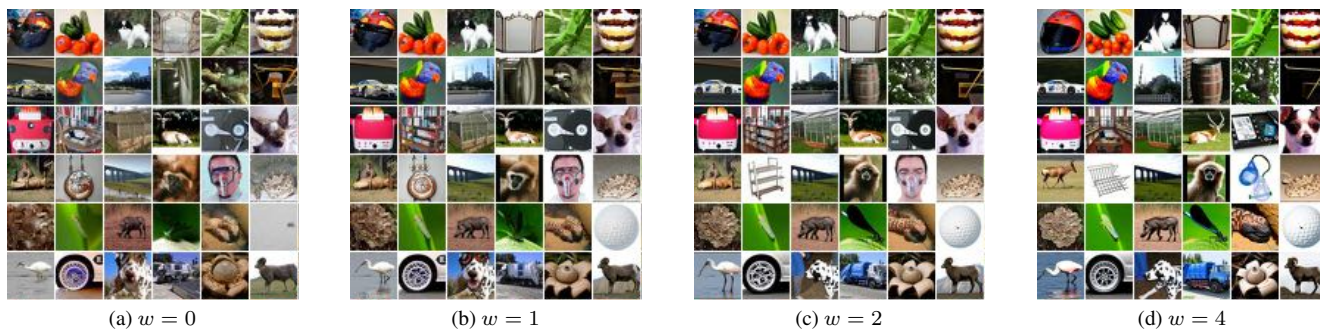 (a) w = 0
(b) w = 1
(c) w = 2
(d) w = 4